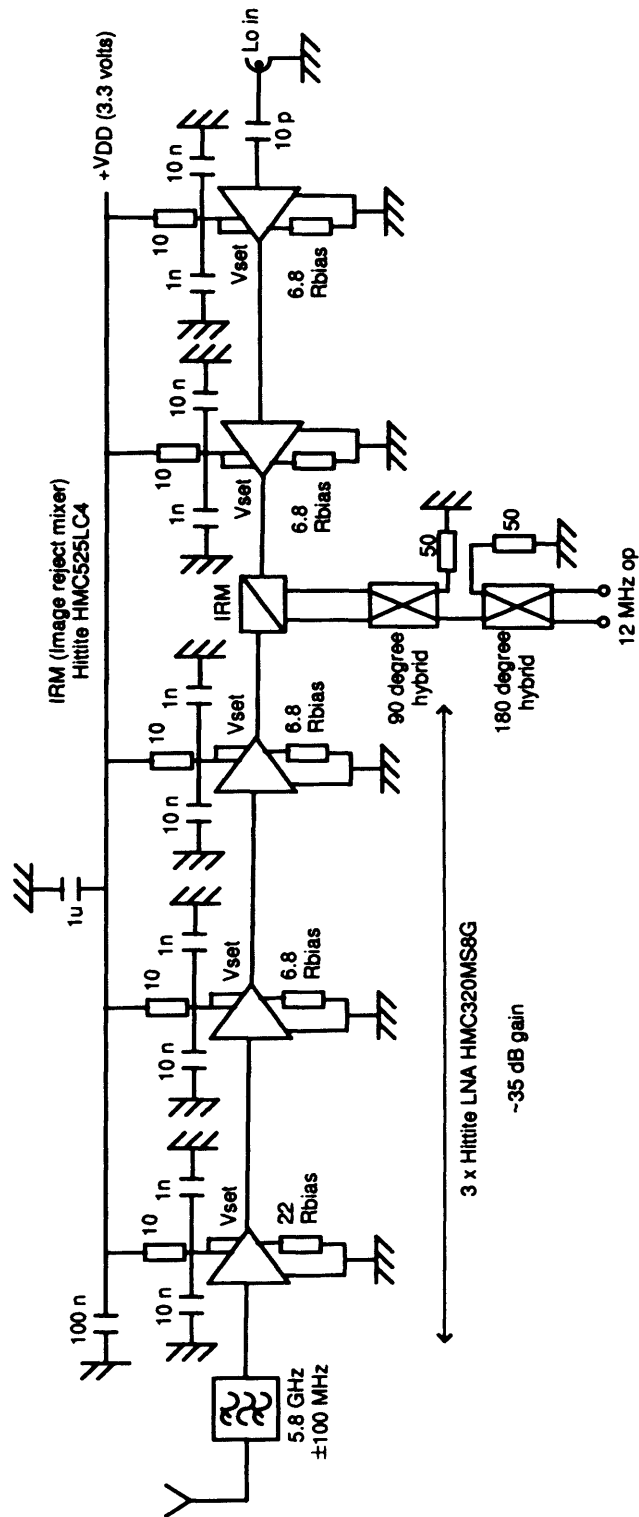 IRM (Image reject mixer)
Hittite HMC525LC4
+VDD (3.3 volts)
100 n
1u
10
10 n
1n
Vset
22
Rbias
10
10 n
1n
Vset
6.8
Rbias
10
10 n
1n
Vset
6.8
Rbias
10
1n
10 n
Vset
6.8
Rbias
10
1n
10 n
Vset
6.8
Rbias
10 p
Lo in
5.8 GHz
±100 MHz
IRM
90 degree
hybrid
50
180 degree
hybrid
50
12 MHz op
3 x Hittite LNA HMC320MS8G
~35 dB gain